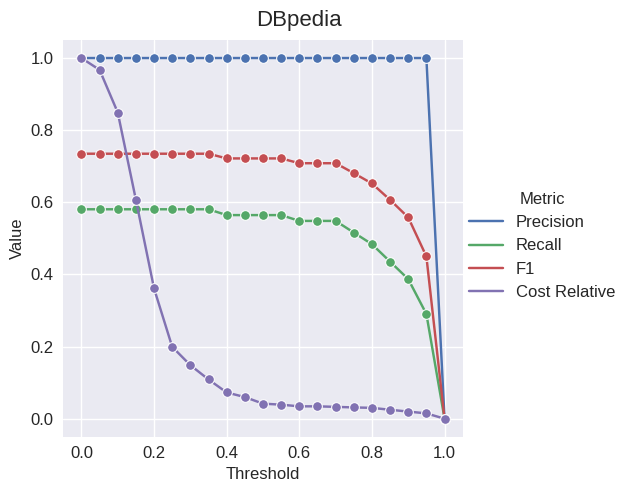 DBpedia
1.0
0.8
0.6
0.4
0.2
0.0
Value
0.0 0.2 0.4 0.6 0.8 1.0
Threshold
Metric
Precision
Recall
F1
Cost Relative